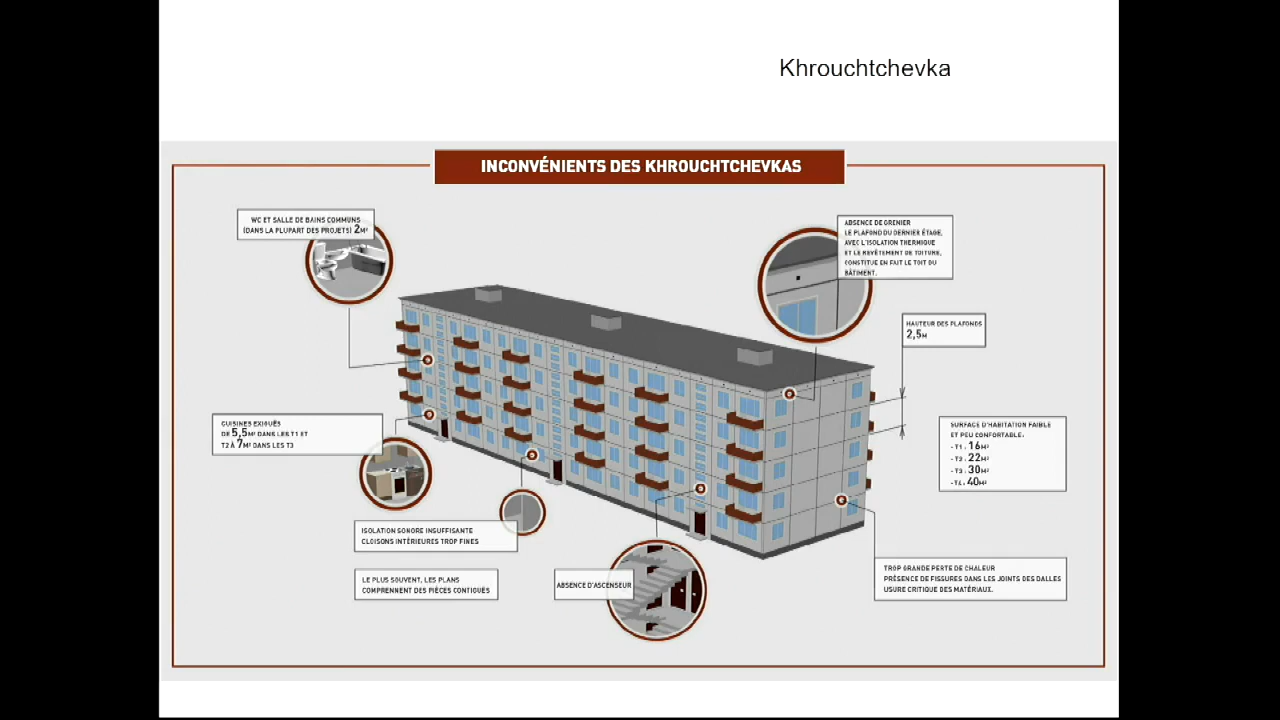 Khrouchtchevka
INCONVÉNIENTS DES KHROUCHTCHEVKAS
WC ET SALLE DE BAINS COMMUNS
(DANS LA PLUPART DES PROJETS) 2M²
ABSENCE DE GRENIER
LE PLAFOND DU DERNIER ÉTAGE,
AVEC L'ISOLATION THERMIQUE
ET LE REVÊTEMENT DE TOITURE,
CONSTITUE EN FAIT LE TOIT DU
BÂTIMENT.
HAUTEUR DES PLAFONDS
2,5M
CUISINES EXIGUËS
DE 5,5M² DANS LES T1 ET
T2 À 7M² DANS LES T3
SURFACE D'HABITATION FAIBLE
ET PEU CONFORTABLE:
- T1 : 16M²
- T2 : 22M²
- T3 : 30M²
- T4 : 40M²
ISOLATION SONORE INSUFFISANTE
CLOISONS INTÉRIEURES TROP FINES
LE PLUS SOUVENT, LES PLANS
COMPRENNENT DES PIÈCES CONTIGUËS
ABSENCE D'ASCENSEUR
TROP GRANDE PERTE DE CHALEUR
PRÉSENCE DE FISSURES DANS LES JOINTS DES DALLES
USURE CRITIQUE DES MATÉRIAUX.